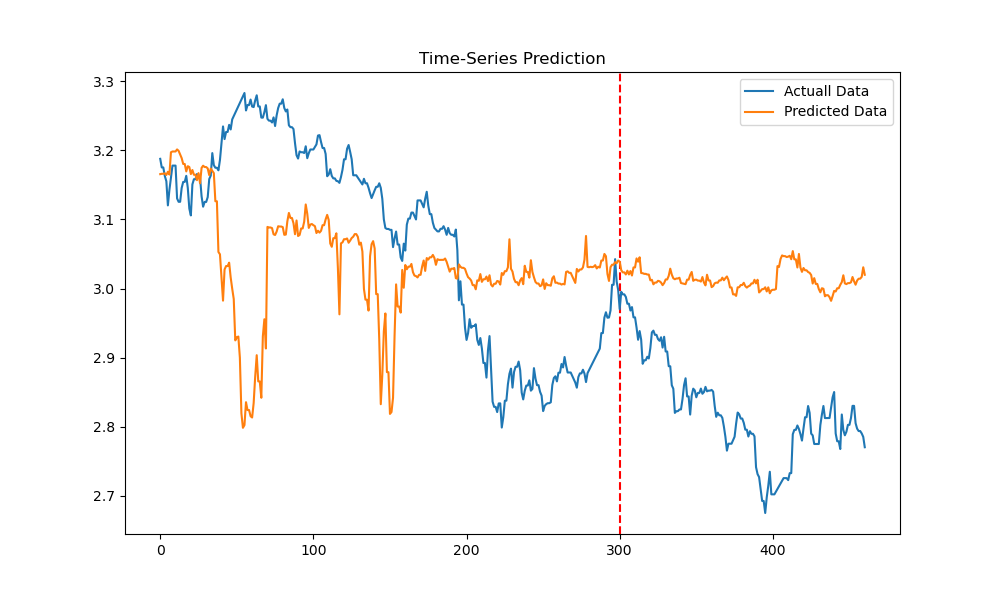 Time-Series Prediction
Actuall Data
Predicted Data
3.3
3.2
3.1
3.0
2.9
2.8
2.7
0 100 200 300 400